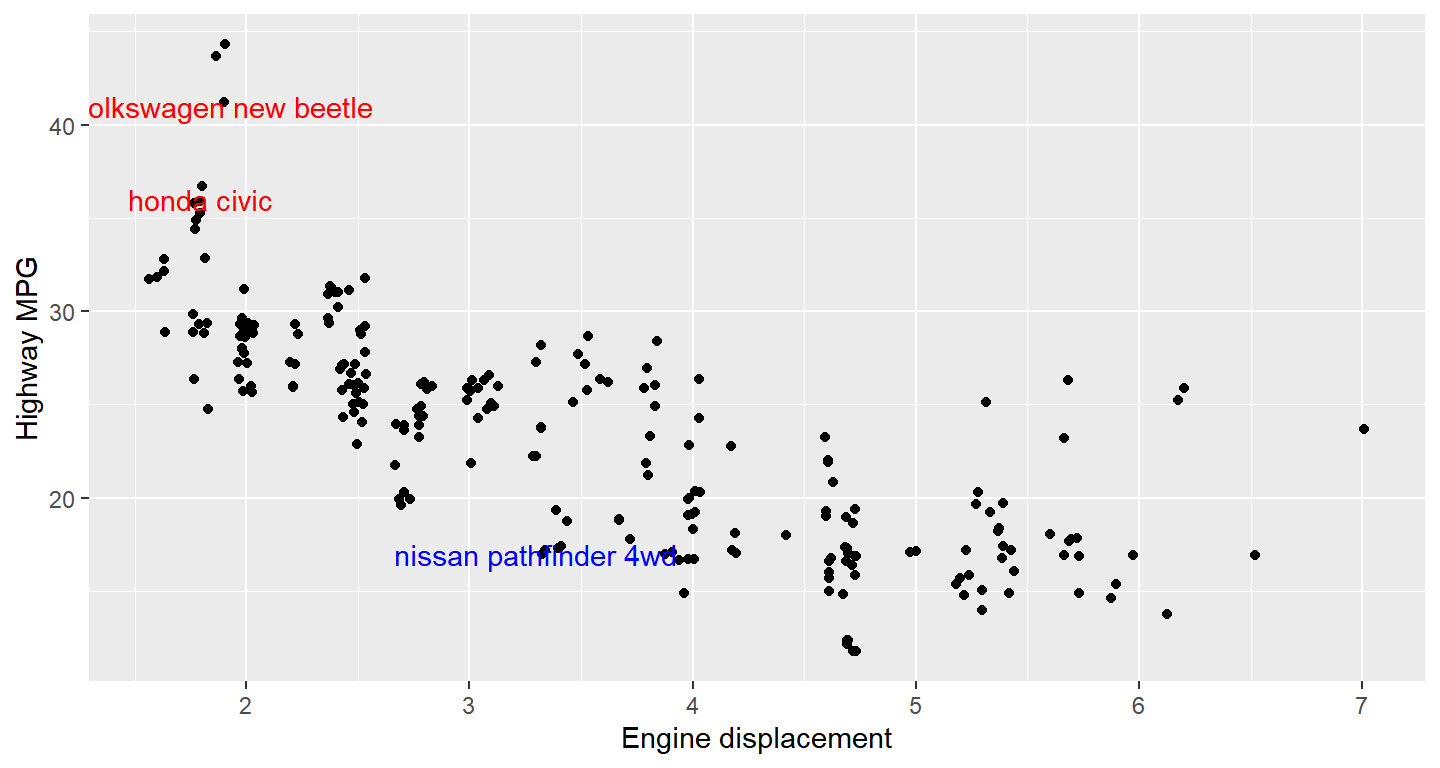 olkswagen new beetle
40
honda civic
30
20
nissan pathfinder 4wd
Highway MPG
2 3 4 5 6 7
Engine displacement